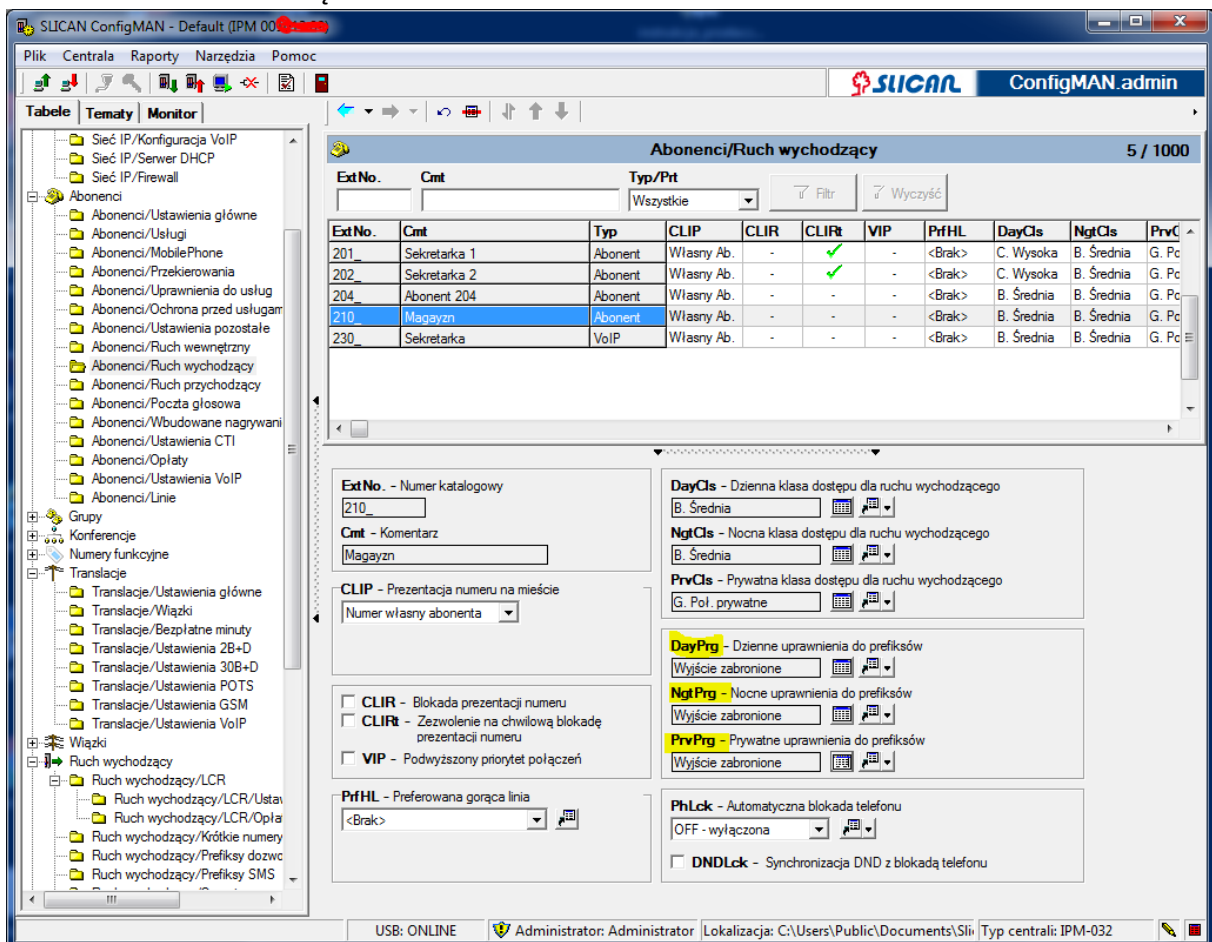 SLICAN ConfigMAN - Default (IPM 00
Plik Centrala Raporty Narzędzia Pomoc
SLICAN ConfigMAN.admin
Tabele Tematy Monitor
Sieć IP/Konfiguracja VoIP
Sieć IP/Serwer DHCP
Sieć IP/Firewall
Abonenci
Abonenci/Ustawienia główne
Abonenci/Usługi
Abonenci/MobilePhone
Abonenci/Przekierowania
Abonenci/Uprawnienia do usług
Abonenci/Ochrona przed usługam
Abonenci/Ustawienia pozostałe
Abonenci/Ruch wewnętrzny
Abonenci/Ruch wychodzący
Abonenci/Ruch przychodzący
Abonenci/Poczta głosowa
Abonenci/Wbudowane nagrywani
Abonenci/Ustawienia CTI
Abonenci/Opłaty
Abonenci/Ustawienia VoIP
Abonenci/Linie
Grupy
Konferencje
Numery funkcyjne
Translacje
Translacje/Ustawienia główne
Translacje/Wiązki
Translacje/Bezpłatne minuty
Translacje/Ustawienia 2B+D
Translacje/Ustawienia 30B+D
Translacje/Ustawienia POTS
Translacje/Ustawienia GSM
Translacje/Ustawienia VoIP
Wiązki
Ruch wychodzący
Ruch wychodzący/LCR
Ruch wychodzący/LCR/Ustaw
Ruch wychodzący/LCR/Opła
Ruch wychodzący/Krótkie numery
Ruch wychodzący/Prefiksy dozwo
Ruch wychodzący/Prefiksy SMS
Abonenci/Ruch wychodzący 5 / 1000
ExtNo. Cmt Typ/Prt
Wszystkie Filtr Wyczyść
ExtNo. Cmt Typ CLIP CLIR CLIRt VIP PrfHL DayCls NgtCls PrvC
201_ Sekretarka 1 Abonent Własny Ab. - ✓ - <Brak> C. Wysoka B. Średnia G. Po
202_ Sekretarka 2 Abonent Własny Ab. - ✓ - <Brak> C. Wysoka B. Średnia G. Po
204_ Abonent 204 Abonent Własny Ab. - - - <Brak> B. Średnia B. Średnia G. Po
210_ Magayzn Abonent Własny Ab. - - - <Brak> B. Średnia B. Średnia G. Po
230_ Sekretarka VoIP Własny Ab. - - - <Brak> B. Średnia B. Średnia G. Po
ExtNo. - Numer katalogowy
210_
Cmt - Komentarz
Magayzn
CLIP - Prezentacja numeru na mieście
Numer własny abonenta
CLIR - Blokada prezentacji numeru
CLIRt - Zezwolenie na chwilową blokadę
prezentacji numeru
VIP - Podwyższony priorytet połączeń
PrfHL - Preferowana gorąca linia
<Brak>
DayCls - Dzienna klasa dostępu dla ruchu wychodzącego
B. Średnia
NgtCls - Nocna klasa dostępu dla ruchu wychodzącego
B. Średnia
PrvCls - Prywatna klasa dostępu dla ruchu wychodzącego
G. Poł. prywatne
DayPrg - Dzienne uprawnienia do prefiksów
Wyjście zabronione
NgtPrg - Nocne uprawnienia do prefiksów
Wyjście zabronione
PrvPrg - Prywatne uprawnienia do prefiksów
Wyjście zabronione
PhLck - Automatyczna blokada telefonu
OFF - wyłączona
DNDLck - Synchronizacja DND z blokadą telefonu
USB: ONLINE Administrator: Administrator Lokalizacja: C:\Users\Public\Documents\Sli Typ centrali: IPM-032